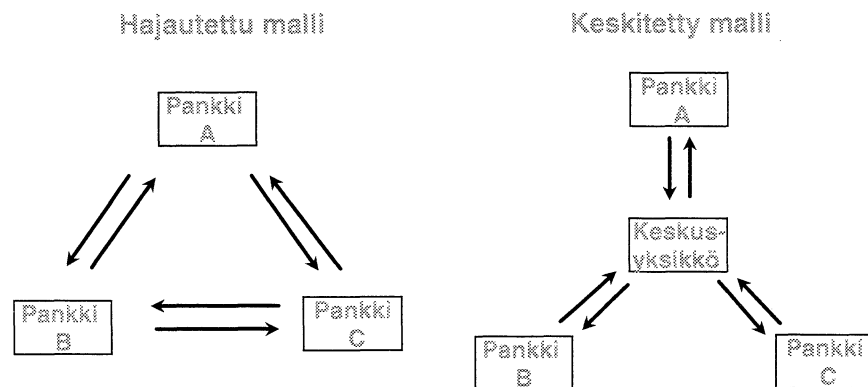 Hajautettu malli
Pankki
A
Pankki
B
Pankki
C
Keskitetty malli
Pankki
A
Keskus-
yksikkö
Pankki
B
Pankki
C